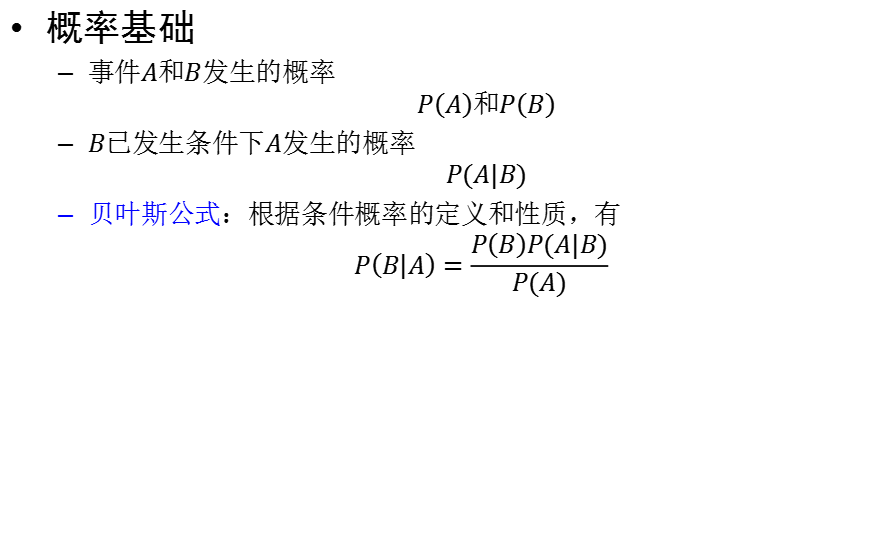 • 概率基础
– 事件A和B发生的概率
P(A)和P(B)
– B已发生条件下A发生的概率
P(A|B)
– 贝叶斯公式：根据条件概率的定义和性质，有
P(B|A) = P(B)P(A|B) / P(A)